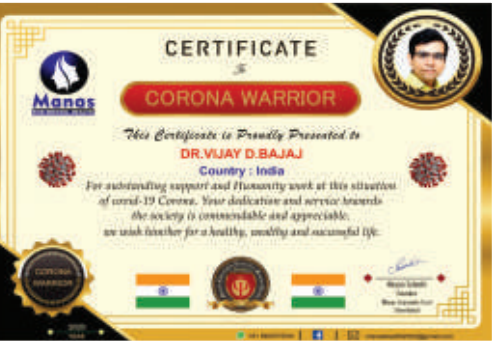 CERTIFICATE
To
CORONA WARRIOR
Manas
This Certificate is Proudly Presented to
DR.VIJAY D.BAJAJ
Country : India
For outstanding support and Humanity work at this situation
of covid-19 Corona. Your dedication and service towards
the society is commendable and appreciable.
we wish him/her for a healthy, wealthy and successful life.
CORONA
WARRIOR
2020
YEAR